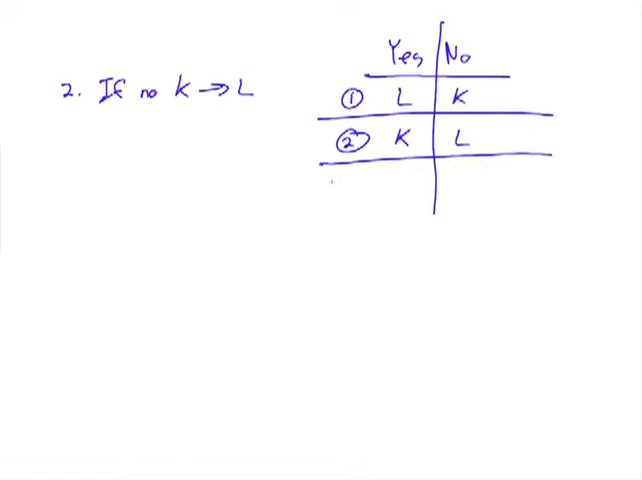 Yes No
2. If no K → L
① L K
② K L